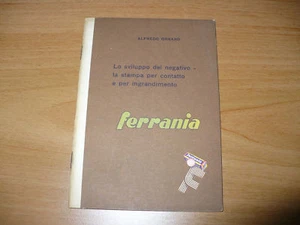 ALFREDO ORNANO
Lo sviluppo del negativo -
la stampa per contatto
e per ingrandimento
ferrania